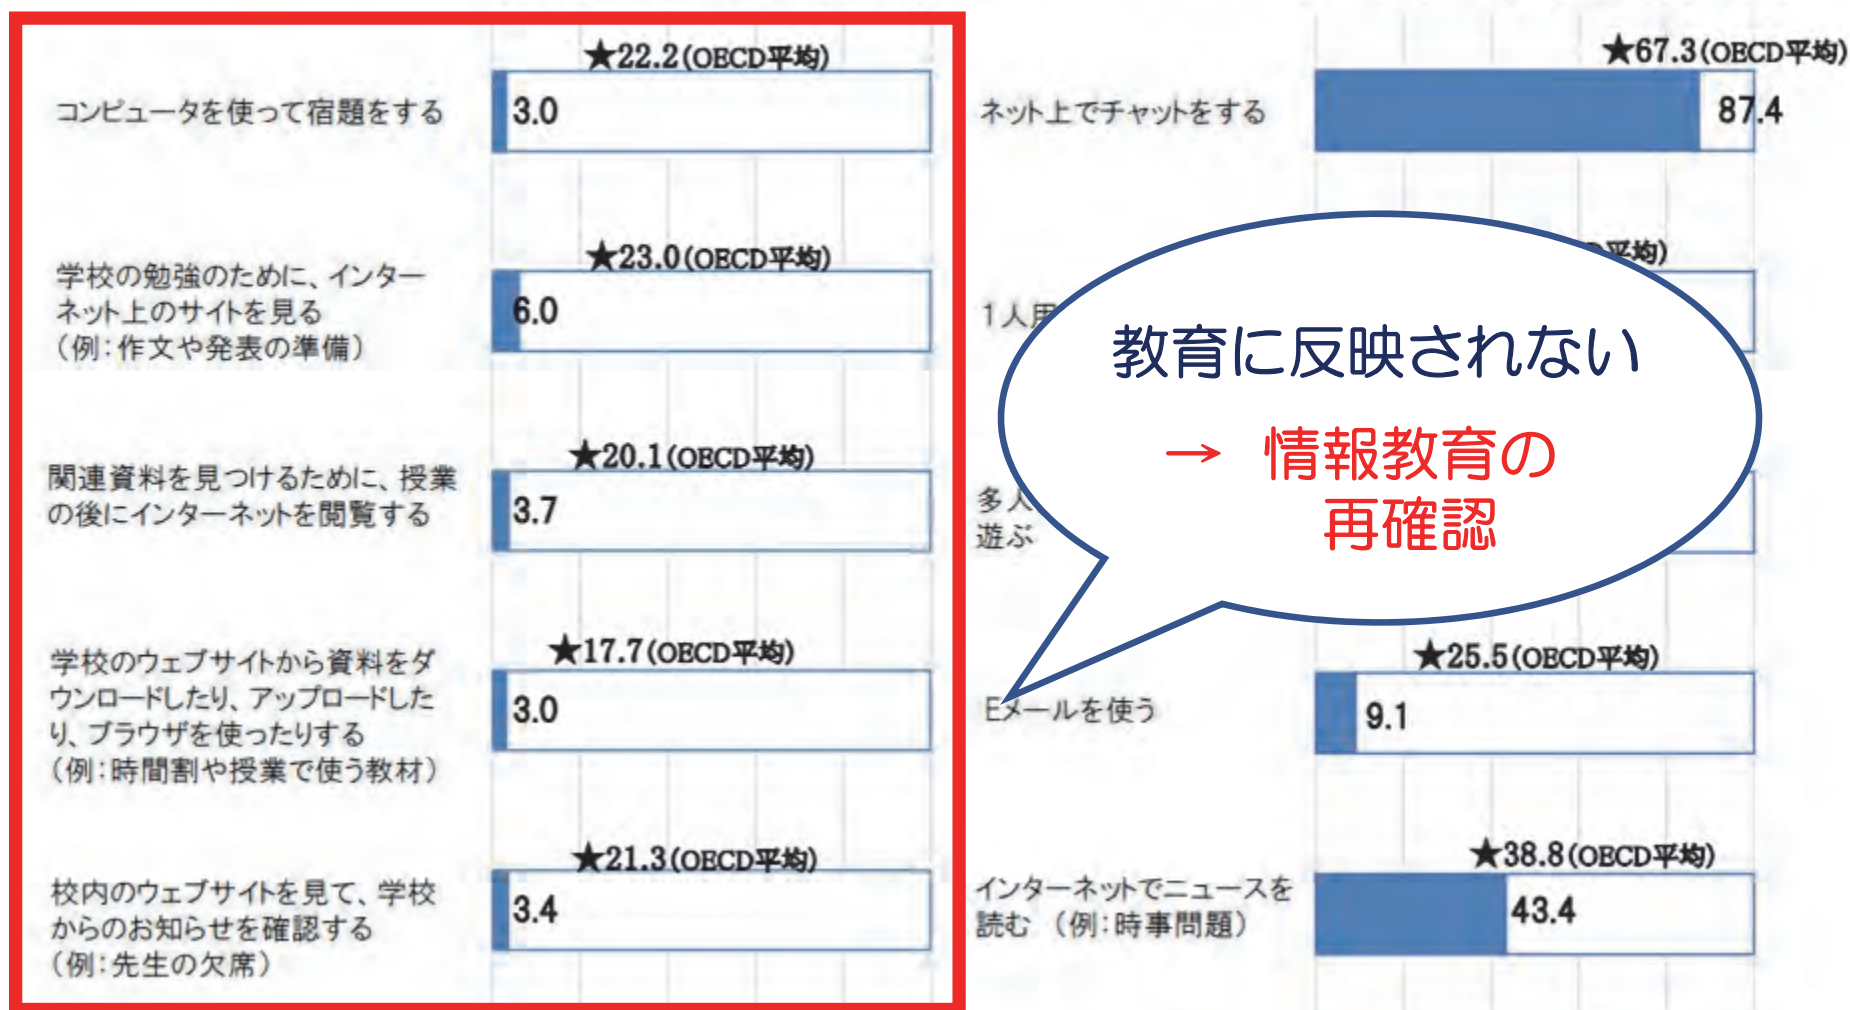 ★22.2(OECD平均)
コンピュータを使って宿題をする
3.0
★23.0(OECD平均)
学校の勉強のために、インター
ネット上のサイトを見る
(例:作文や発表の準備)
6.0
★20.1(OECD平均)
関連資料を見つけるために、授業
の後にインターネットを閲覧する
3.7
★17.7(OECD平均)
学校のウェブサイトから資料をダ
ウンロードしたり、アップロードした
り、ブラウザを使ったりする
(例:時間割や授業で使う教材)
3.0
★21.3(OECD平均)
校内のウェブサイトを見て、学校
からのお知らせを確認する
(例:先生の欠席)
3.4
★67.3(OECD平均)
ネット上でチャットをする
87.4
平均)
1人用
教育に反映されない
→ 情報教育の
再確認
多人
遊ぶ
★25.5(OECD平均)
Eメールを使う
9.1
★38.8(OECD平均)
インターネットでニュースを
読む (例:時事問題)
43.4